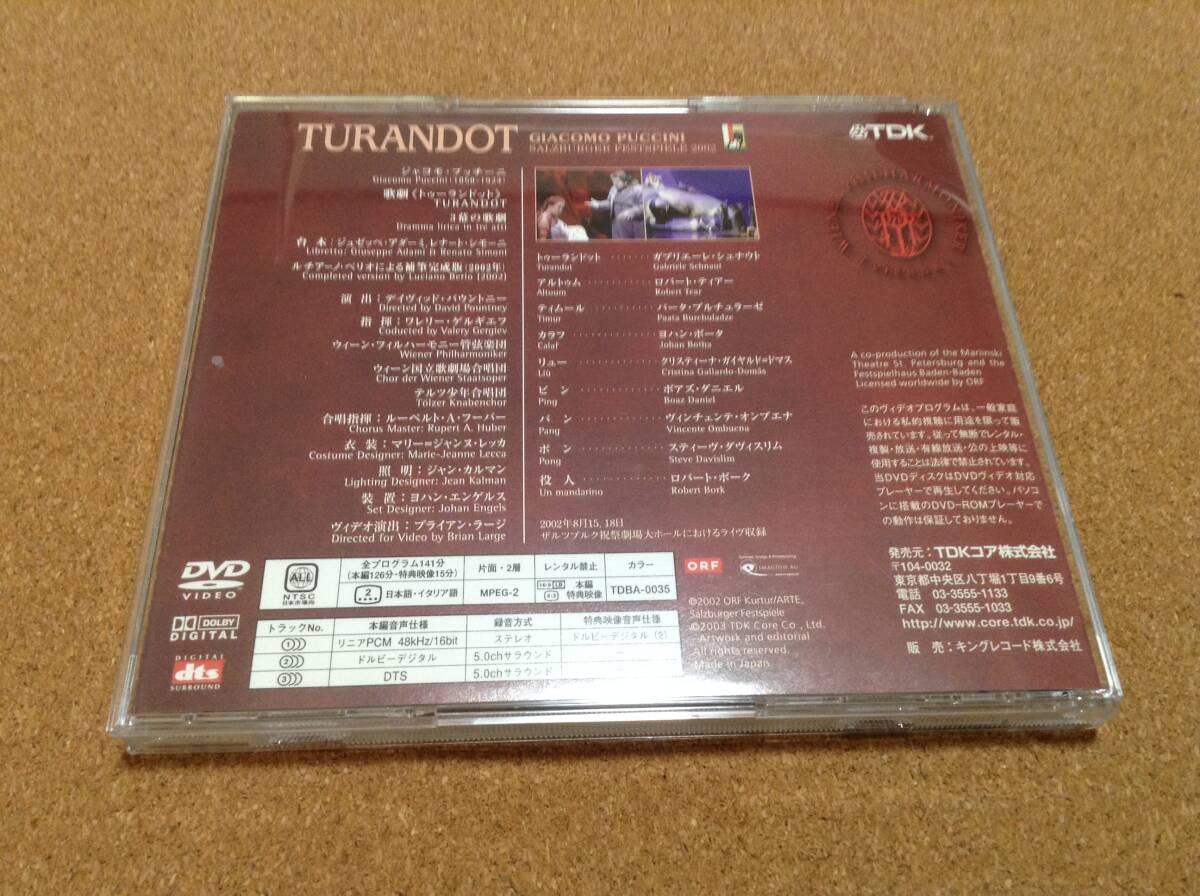 TURANDOT
GIACOMO PUCCINI
SALZBURGER FESTSPIELE 2002
TDK
ジャコモ・プッチーニ
Giacomo Puccini (1858-1924)
歌劇《トゥーランドット》
TURANDOT
3幕の歌劇
Dramma lirica in tre atti
台本：ジュゼッペ・アダーミ、レナート・シモーニ
Libretto: Giuseppe Adami e Renato Simoni
ルチアーノ・ベリオによる補筆完成版（2002年）
Completed version by Luciano Berio (2002)
演出：デイヴィッド・パウントニー
Directed by David Pountney
指揮：ワレリー・ゲルギエフ
Coducted by Valery Gergiev
ウィーン・フィルハーモニー管弦楽団
Wiener Philharmoniker
ウィーン国立歌劇場合唱団
Chor der Wiener Staatsoper
テルツ少年合唱団
Tölzer Knabenchor
合唱指揮：ルーペルト・A・フーバー
Chorus Master: Rupert A. Huber
衣装：マリー＝ジャンヌ・レッカ
Costume Designer: Marie-Jeanne Lecca
照明：ジャン・カルマン
Lighting Designer: Jean Kalman
装置：ヨハン・エンゲルス
Set Designer: Johan Engels
ヴィデオ演出：ブライアン・ラージ
Directed for Video by Brian Large
トゥーランドット ········ ガブリエーレ・シュナウト
Turandot Gabriele Schnaut
アルトゥム ············ ロバート・ティアー
Altoum Robert Tear
ティムール ············ パータ・ブルチュラーゼ
Timur Paata Burchuladze
カラフ ············ ヨハン・ボータ
Calaf Johan Botha
リュー ············ クリスティーナ・ガイヤルド＝ドマス
Liù Cristina Gallardo-Domâs
ピン ············ ボアズ・ダニエル
Ping Boaz Daniel
パン ············ ヴィンチェンテ・オンブエナ
Pang Vincente Ombuena
ポン ············ スティーヴ・ダヴィスリム
Pong Steve Davislim
役人 ············ ロバート・ボーク
Un mandarino Robert Bork
2002年8月15、18日
ザルツブルク祝祭劇場大ホールにおけるライヴ収録
A co-production of the Mariinski
Theatre St. Petersburg and the
Festspielhaus Baden-Baden
Licensed worldwide by ORF
このヴィデオプログラムは、一般家庭
における私的視聴に用途を限って販
売されています。従って無断でレンタル・
複製・放送・有線放送・公の上映等に
使用することは法律で禁止されています。
当DVDディスクはDVDヴィデオ対応
プレーヤーで再生してください。パソコ
ンに搭載のDVD-ROMプレーヤーで
の動作は保証しておりません。
発売元：TDKコア株式会社
〒104-0032
東京都中央区八丁堀1丁目9番6号
電話 03-3555-1133
FAX 03-3555-1033
http://www.core.tdk.co.jp/
販売：キングレコード株式会社
DVD
VIDEO
DOLBY
DIGITAL
DIGITAL
dts
SURROUND
ALL
NTSC
日本市場向
全プログラム141分
（本編126分・特典映像15分）
片面・2層
レンタル禁止
カラー
2 日本語・イタリア語
MPEG-2
16:9 LB
4:3
本編
特典映像
TDBA-0035
トラックNo. 本編音声仕様 録音方式 特典映像音声仕様
1 リニアPCM 48kHz/16bit ステレオ ドルビーデジタル（2）
2 ドルビーデジタル 5.0chサラウンド —
3 DTS 5.0chサラウンド —
ORF
IMAGION AG
©2002 ORF Kurtur/ARTE,
Salzburger Festspiele
©2003 TDK Core Co., Ltd.
Artwork and editorial
All rights reserved.
Made in Japan